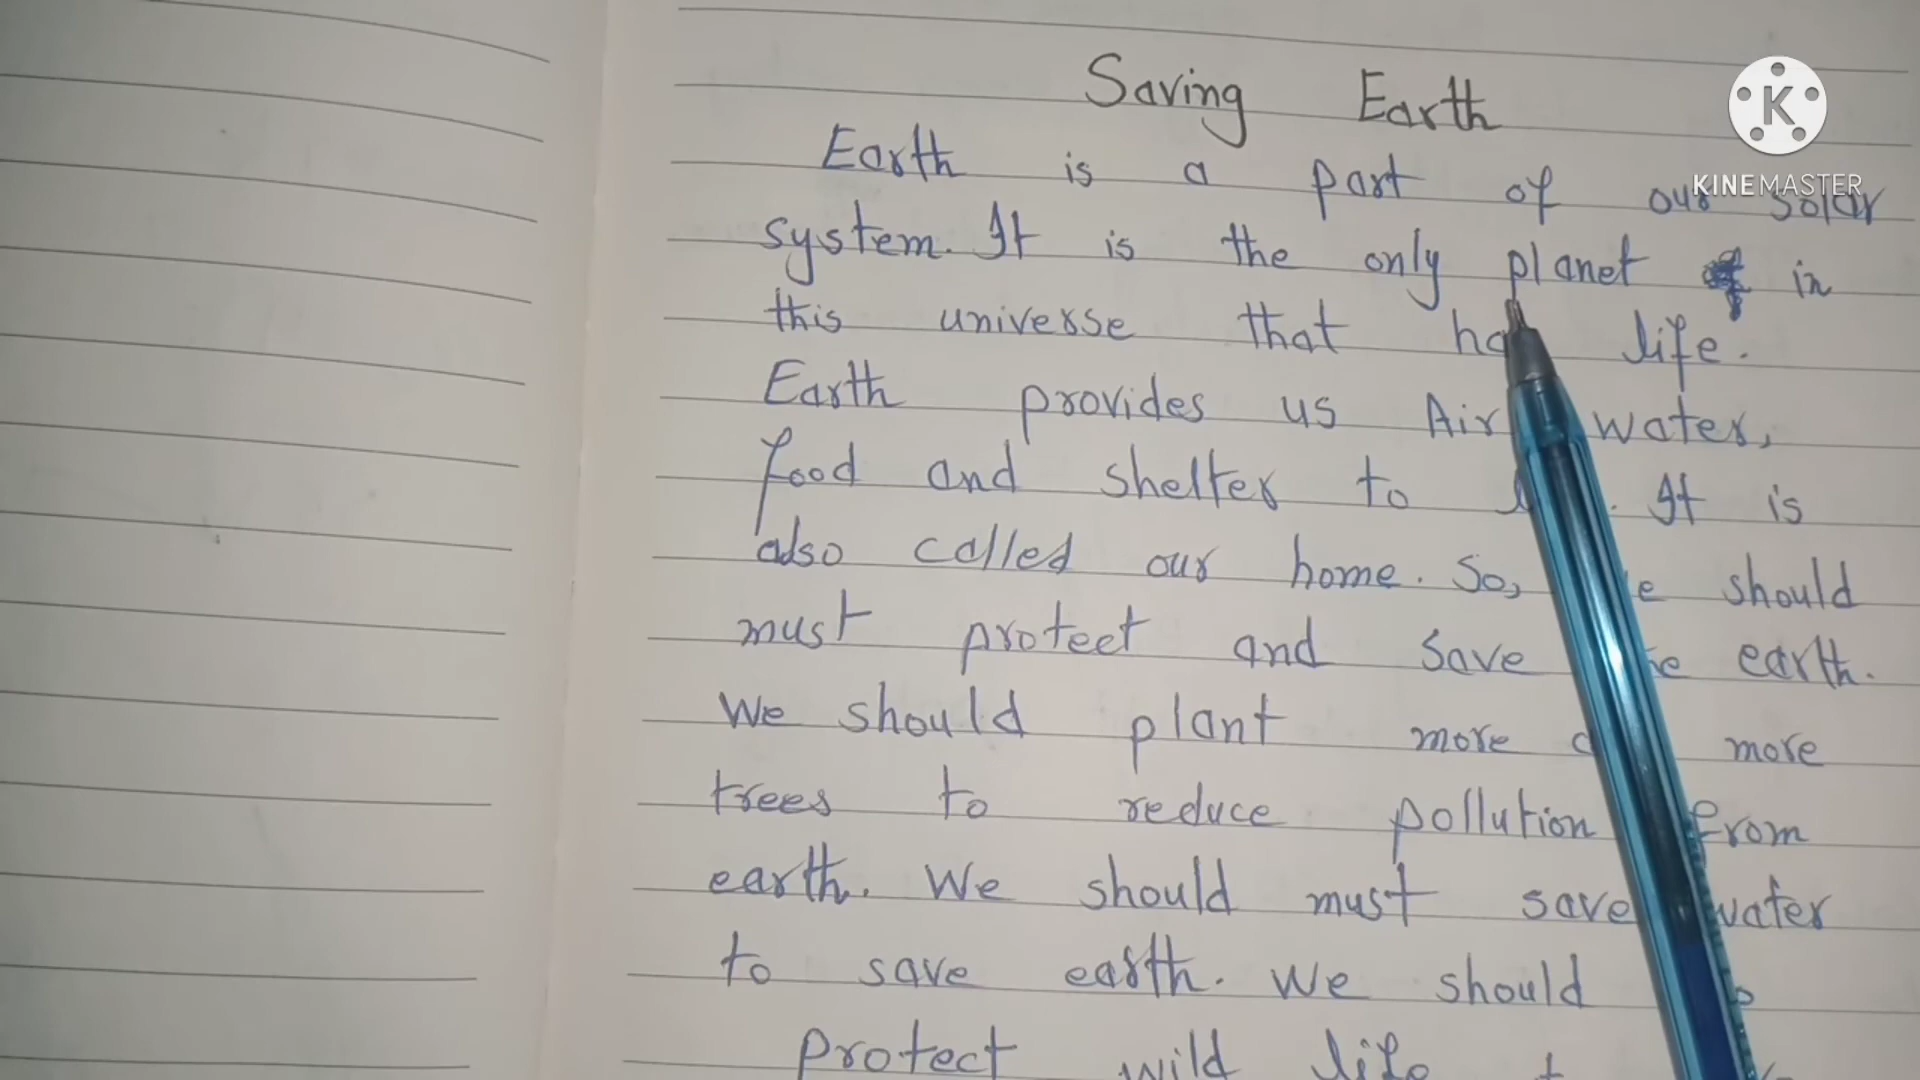 Saving Earth
Earth is a part of our solar
KINEMASTER
system. It is the only planet in
this universe that life.
Earth provides us Air water,
food and shelter to . It is
also called our home. So, should
must protect and save earth.
We should plant more more
trees to reduce pollution from
earth. We should must save water
to save earth. We should
protect wild life